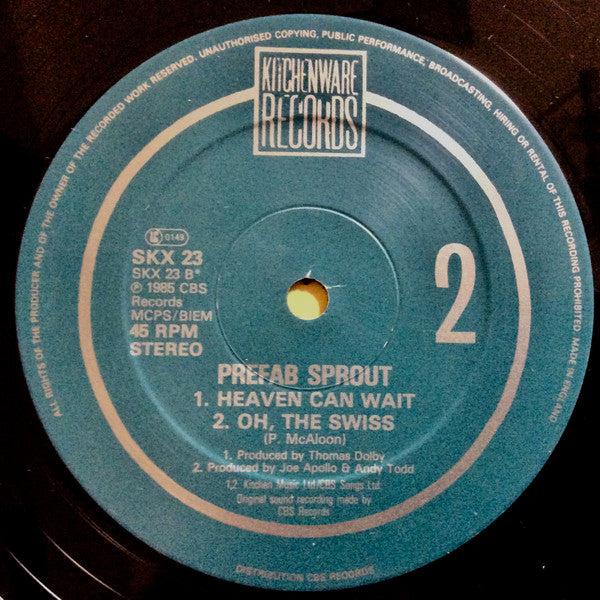 ALL RIGHTS OF THE PRODUCER AND OF THE OWNER OF THE RECORDED WORK RESERVED. UNAUTHORISED COPYING, PUBLIC PERFORMANCE, BROADCASTING, HIRING OR RENTAL OF THIS RECORDING PROHIBITED. MADE IN ENGLAND
KITCHENWARE
RECORDS
0149
SKX 23
SKX 23 B*
℗ 1985 CBS
Records
MCPS/BIEM
45 RPM
STEREO
2
PREFAB SPROUT
1. HEAVEN CAN WAIT
2. OH, THE SWISS
(P. McAloon)
1. Produced by Thomas Dolby
2. Produced by Joe Apollo & Andy Todd
1,2. Kitchen Music Ltd/CBS Songs Ltd.
Original sound recording made by
CBS Records
DISTRIBUTION CBS RECORDS